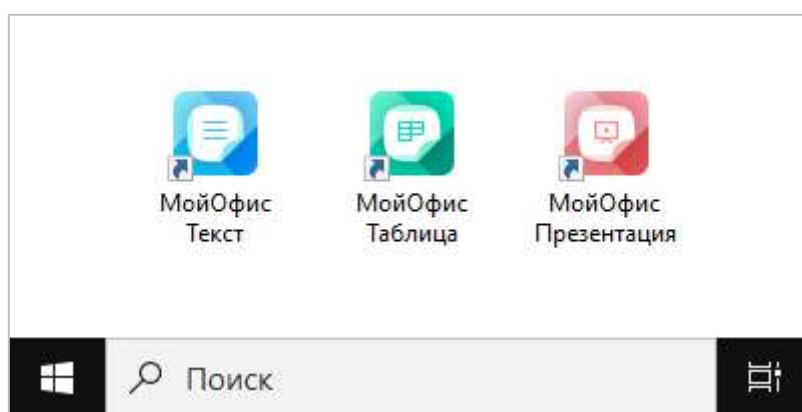 МойОфис
Текст
МойОфис
Таблица
МойОфис
Презентация
Поиск